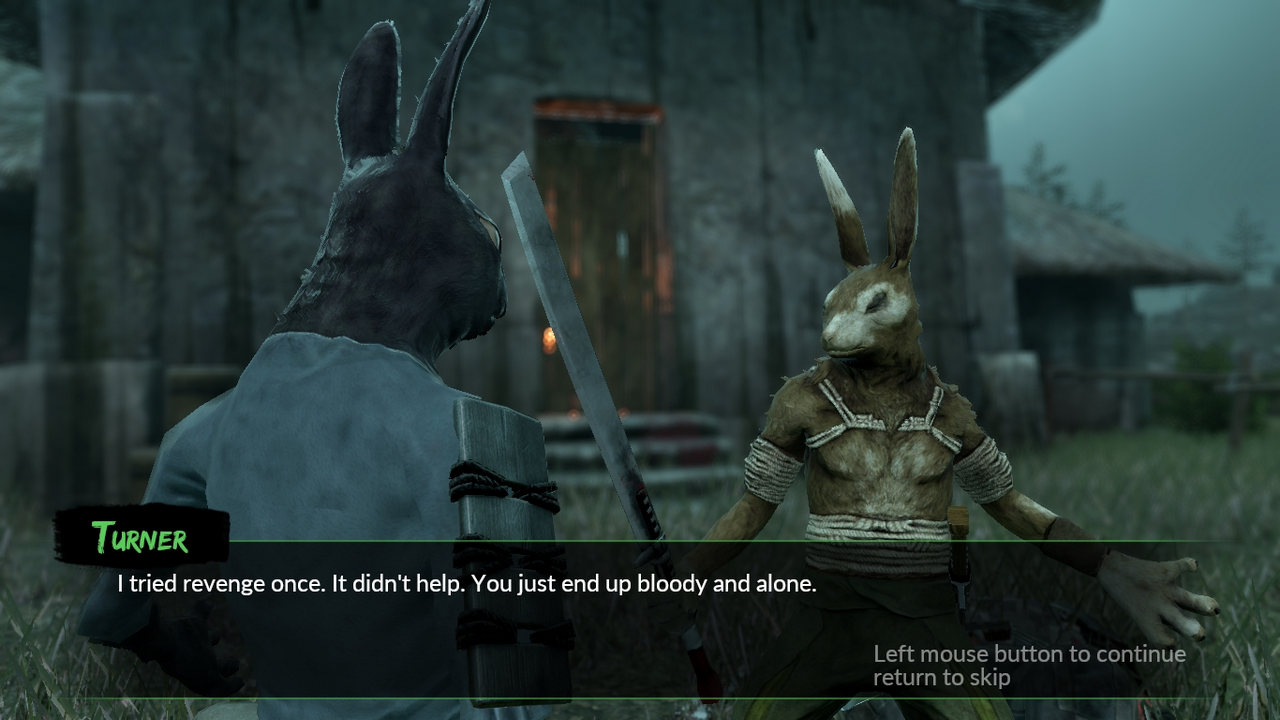 Turner
I tried revenge once. It didn't help. You just end up bloody and alone.
Left mouse button to continue
return to skip